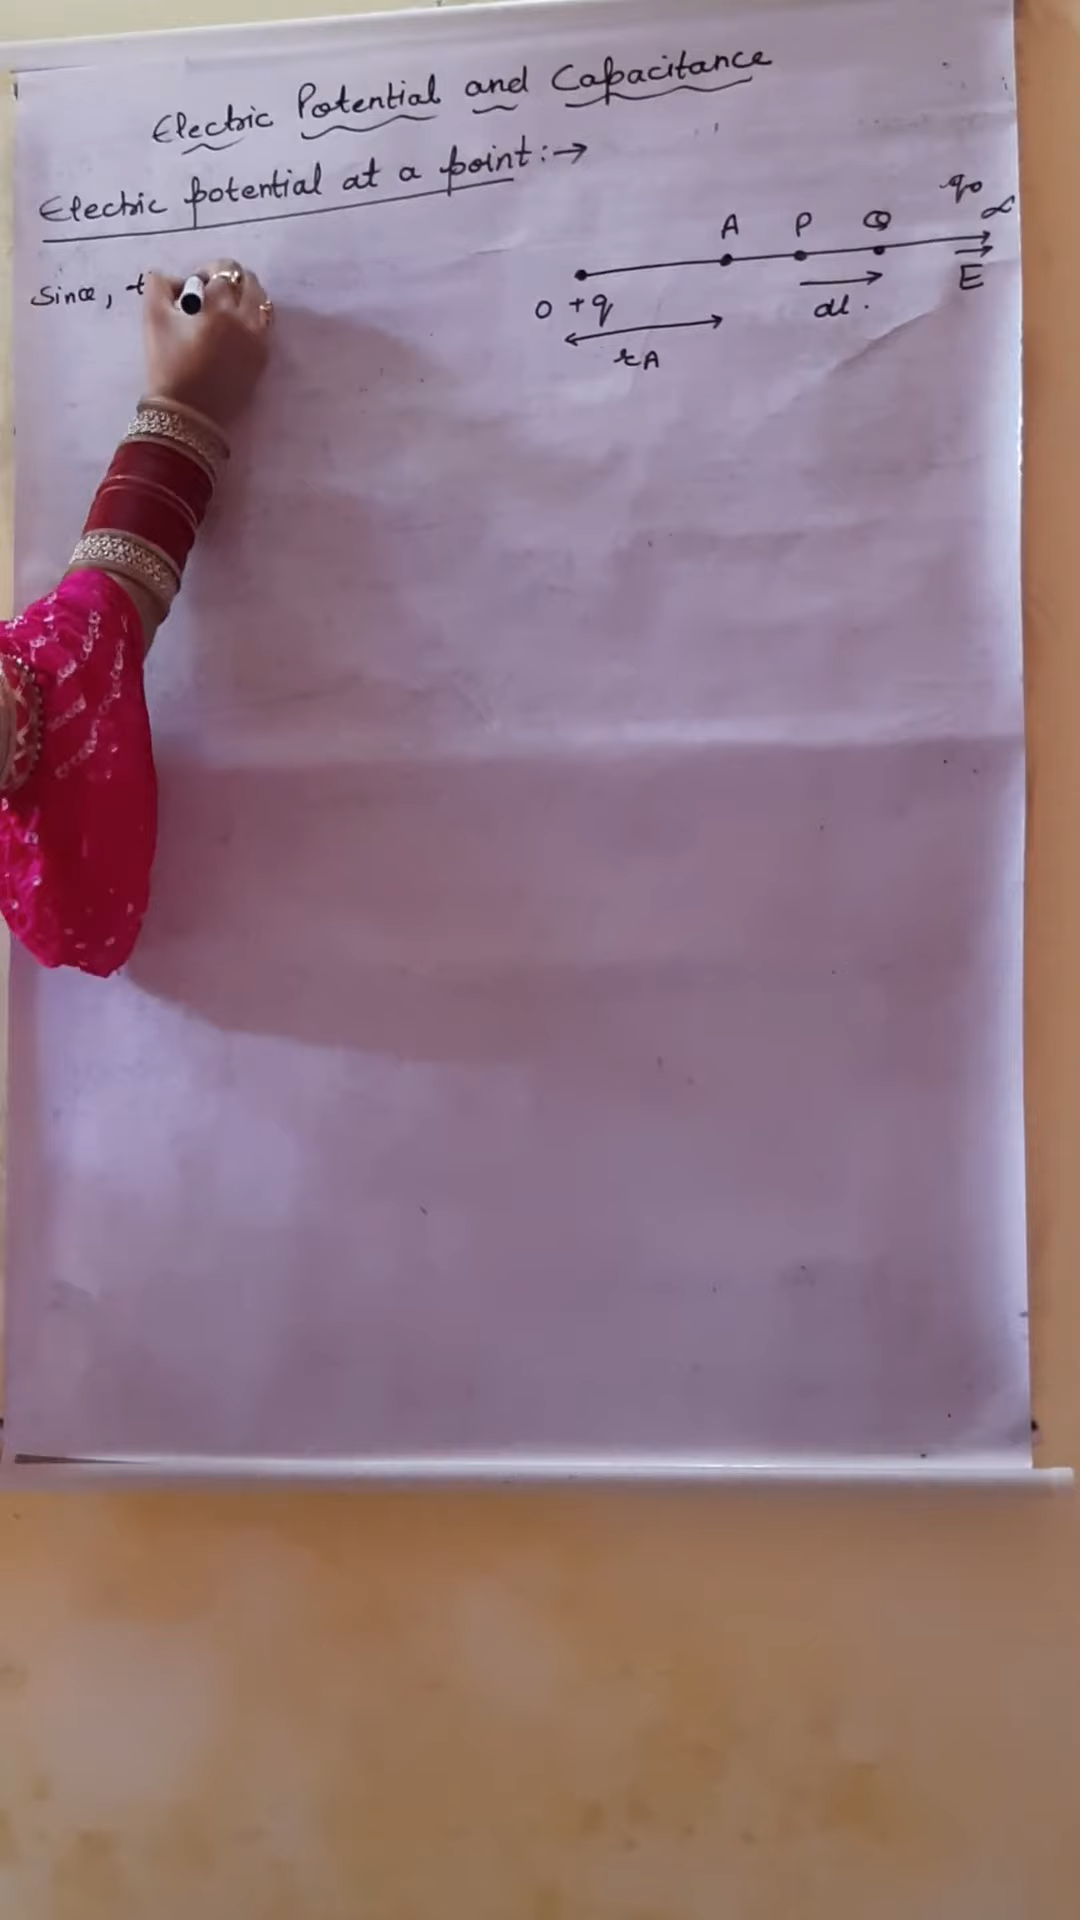 Electric Potential and Capacitance
Electric potential at a point :→
q₀
A P Q ∝
E
O +q dl.
rA
Since, t